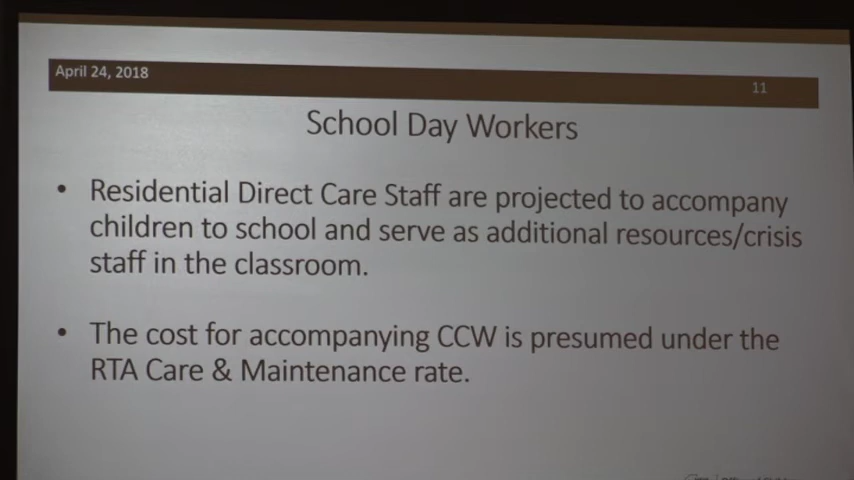 April 24, 2018
11
School Day Workers
• Residential Direct Care Staff are projected to accompany
children to school and serve as additional resources/crisis
staff in the classroom.
• The cost for accompanying CCW is presumed under the
RTA Care & Maintenance rate.